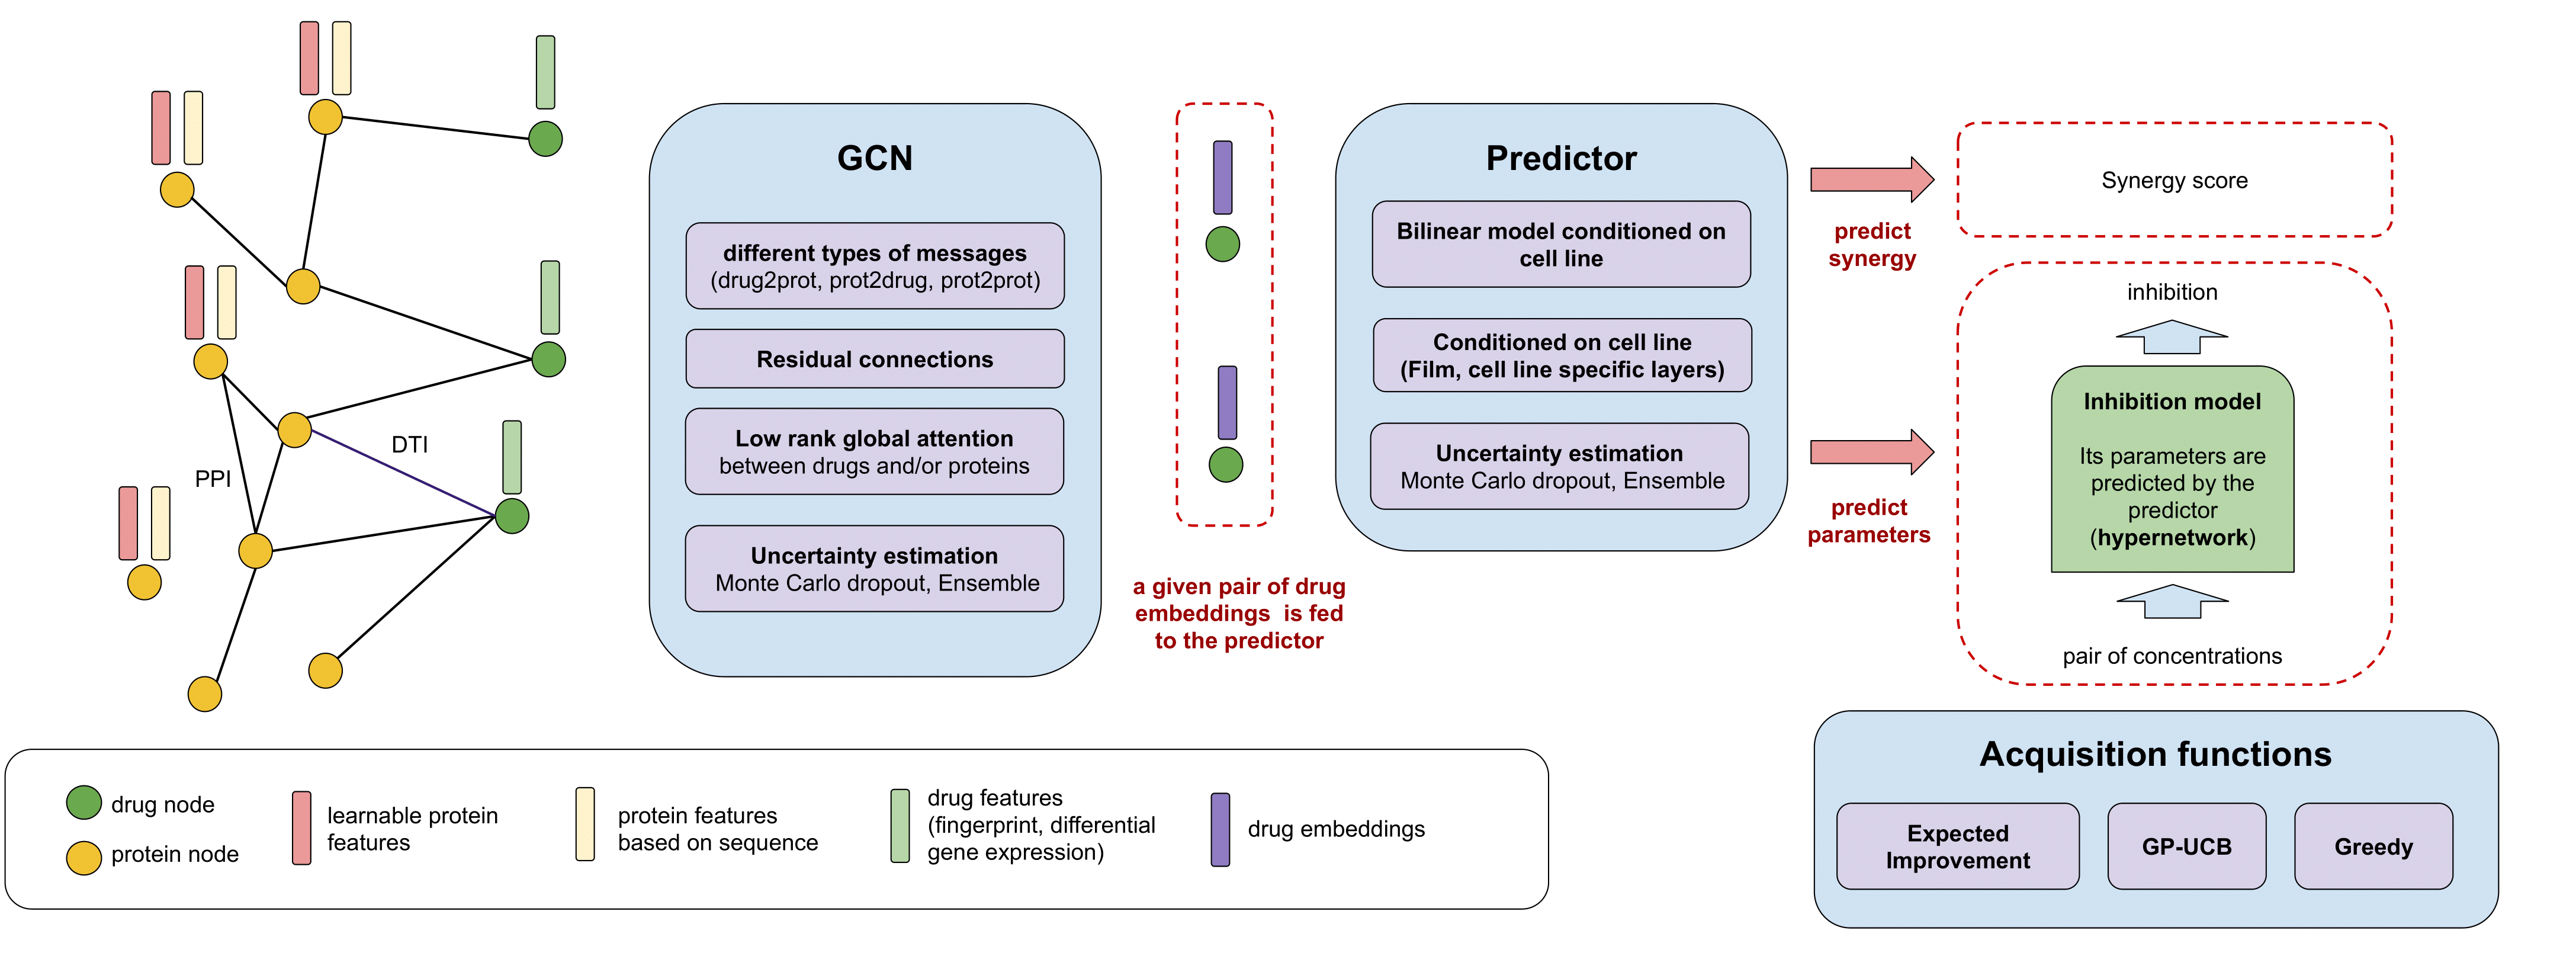 DTI
PPI
GCN
different types of messages
(drug2prot, prot2drug, prot2prot)
Residual connections
Low rank global attention
between drugs and/or proteins
Uncertainty estimation
Monte Carlo dropout, Ensemble
a given pair of drug
embeddings is fed
to the predictor
Predictor
Bilinear model conditioned on
cell line
Conditioned on cell line
(Film, cell line specific layers)
Uncertainty estimation
Monte Carlo dropout, Ensemble
predict
synergy
Synergy score
predict
parameters
inhibition
Inhibition model
Its parameters are
predicted by the
predictor
(hypernetwork)
pair of concentrations
drug node
protein node
learnable protein
features
protein features
based on sequence
drug features
(fingerprint, differential
gene expression)
drug embeddings
Acquisition functions
Expected
Improvement
GP-UCB
Greedy